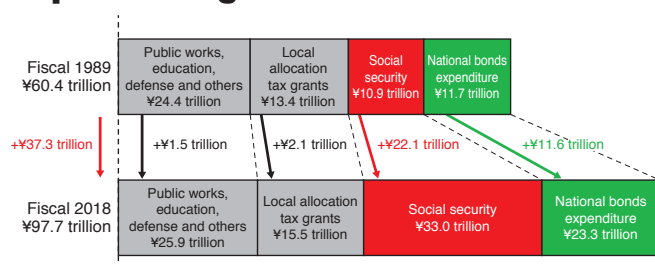 Fiscal 1989
¥60.4 trillion
Public works,
education,
defense and others
¥24.4 trillion
Local
allocation
tax grants
¥13.4 trillion
Social
security
¥10.9 trillion
National bonds
expenditure
¥11.7 trillion
+¥37.3 trillion
+¥1.5 trillion
+¥2.1 trillion
+¥22.1 trillion
+¥11.6 trillion
Fiscal 2018
¥97.7 trillion
Public works,
education,
defense and others
¥25.9 trillion
Local allocation
tax grants
¥15.5 trillion
Social security
¥33.0 trillion
National bonds
expenditure
¥23.3 trillion